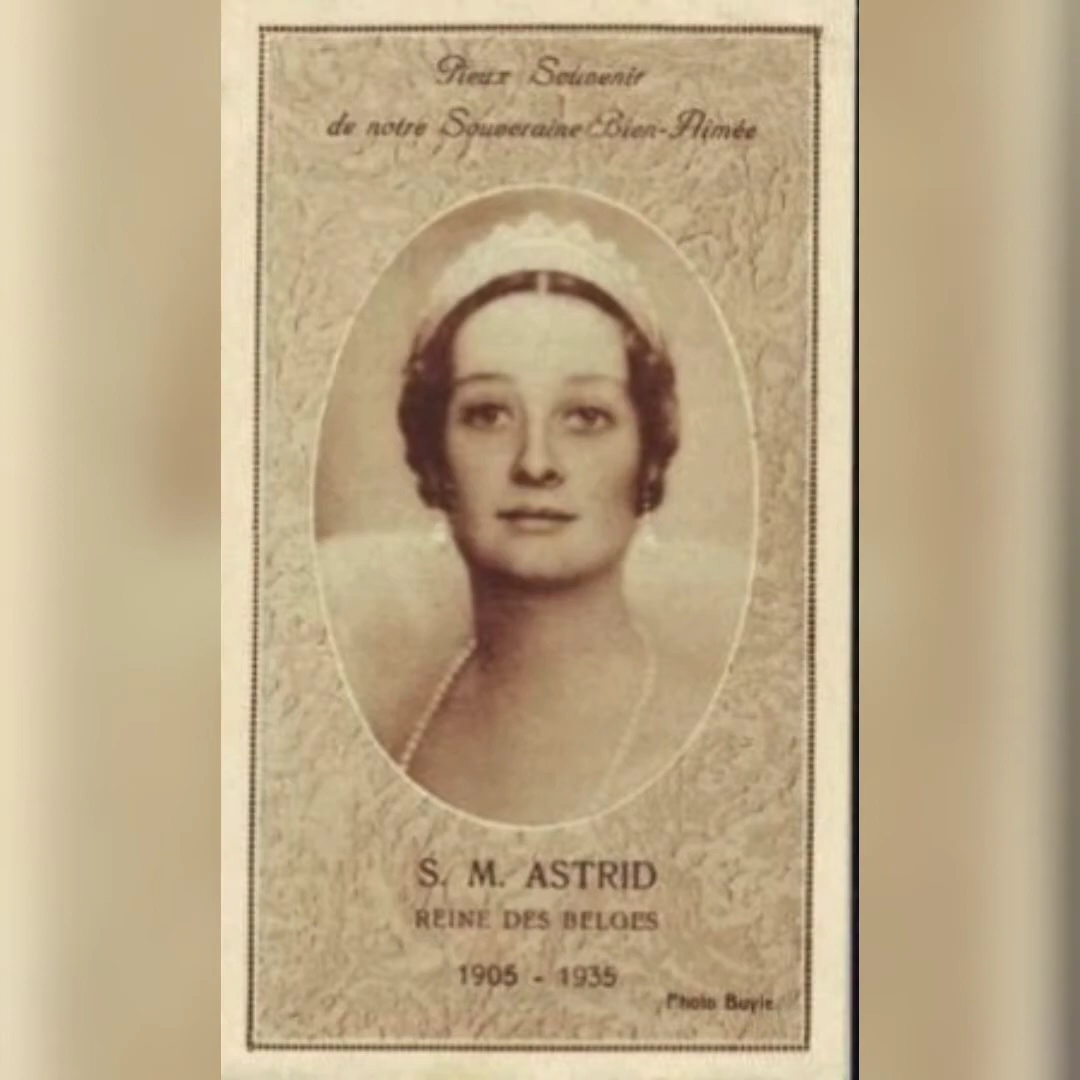 Pieux Souvenir
de notre Souveraine Bien-Aimée
S. M. ASTRID
REINE DES BELGES
1905 - 1935
Photo Buyle.